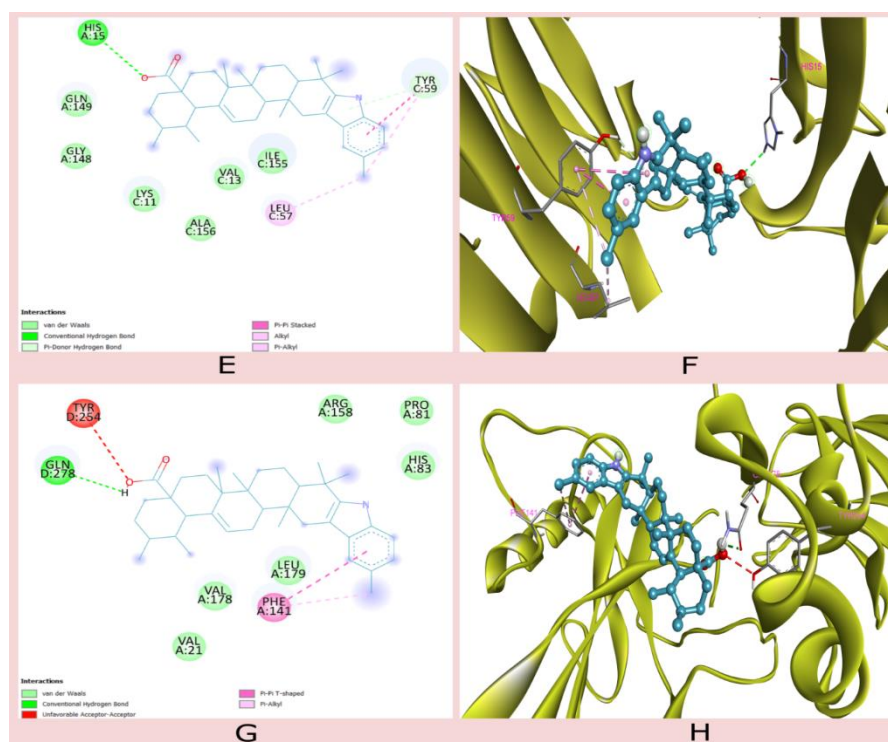 HIS
A:15
GLN
A:149
GLY
A:148
LYS
C:11
VAL
C:13
ILE
C:155
ALA
C:156
LEU
C:57
TYR
C:59
O
O
N
Interactions
van der Waals
Conventional Hydrogen Bond
Pi-Donor Hydrogen Bond
Pi-Pi Stacked
Alkyl
Pi-Alkyl
E
HIS15
F
TYR
D:254
GLN
D:278
ARG
A:158
PRO
A:81
HIS
A:83
LEU
A:179
VAL
A:178
PHE
A:141
VAL
A:21
O
O
H
N
Interactions
van der Waals
Conventional Hydrogen Bond
Unfavorable Acceptor-Acceptor
Pi-Pi T-shaped
Pi-Alkyl
G
H